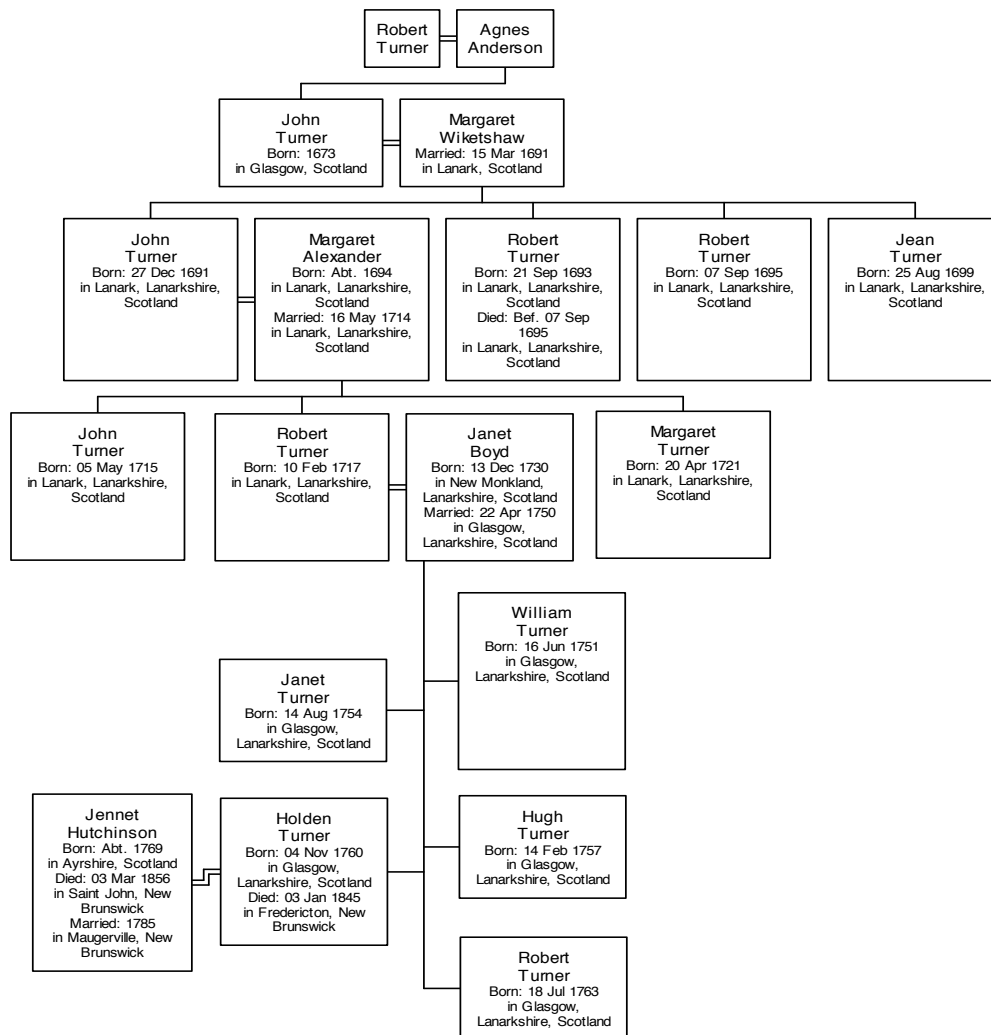 Robert
Turner
Agnes
Anderson
John
Turner
Born: 1673
in Glasgow, Scotland
Margaret
Wiketshaw
Married: 15 Mar 1691
in Lanark, Scotland
John
Turner
Born: 27 Dec 1691
in Lanark, Lanarkshire,
Scotland
Margaret
Alexander
Born: Abt. 1694
in Lanark, Lanarkshire,
Scotland
Married: 16 May 1714
in Lanark, Lanarkshire,
Scotland
Robert
Turner
Born: 21 Sep 1693
in Lanark, Lanarkshire,
Scotland
Died: Bef. 07 Sep
1695
in Lanark, Lanarkshire,
Scotland
Robert
Turner
Born: 07 Sep 1695
in Lanark, Lanarkshire,
Scotland
Jean
Turner
Born: 25 Aug 1699
in Lanark, Lanarkshire,
Scotland
John
Turner
Born: 05 May 1715
in Lanark, Lanarkshire,
Scotland
Robert
Turner
Born: 10 Feb 1717
in Lanark, Lanarkshire,
Scotland
Janet
Boyd
Born: 13 Dec 1730
in New Monkland,
Lanarkshire, Scotland
Married: 22 Apr 1750
in Glasgow,
Lanarkshire, Scotland
Margaret
Turner
Born: 20 Apr 1721
in Lanark, Lanarkshire,
Scotland
William
Turner
Born: 16 Jun 1751
in Glasgow,
Lanarkshire, Scotland
Janet
Turner
Born: 14 Aug 1754
in Glasgow,
Lanarkshire, Scotland
Jennet
Hutchinson
Born: Abt. 1769
in Ayrshire, Scotland
Died: 03 Mar 1856
in Saint John, New
Brunswick
Married: 1785
in Maugerville, New
Brunswick
Holden
Turner
Born: 04 Nov 1760
in Glasgow,
Lanarkshire, Scotland
Died: 03 Jan 1845
in Fredericton, New
Brunswick
Hugh
Turner
Born: 14 Feb 1757
in Glasgow,
Lanarkshire, Scotland
Robert
Turner
Born: 18 Jul 1763
in Glasgow,
Lanarkshire, Scotland